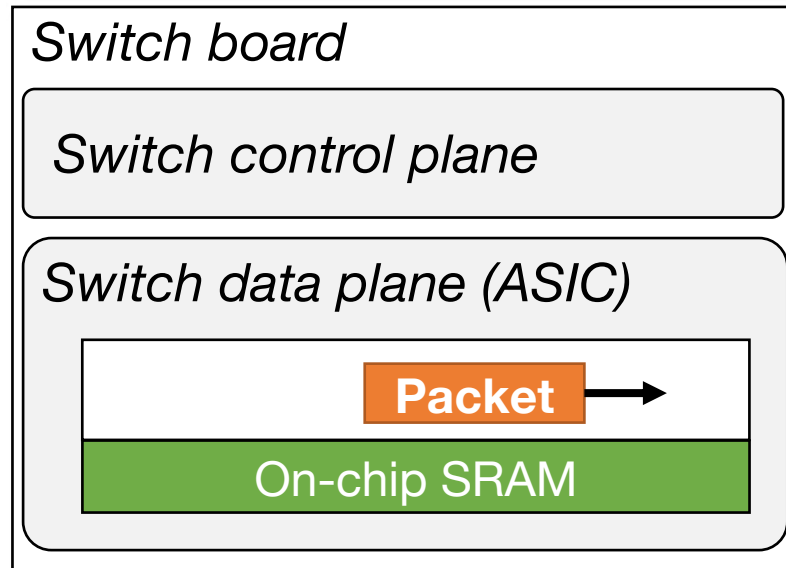 Switch board
Switch control plane
Switch data plane (ASIC)
Packet
On-chip SRAM